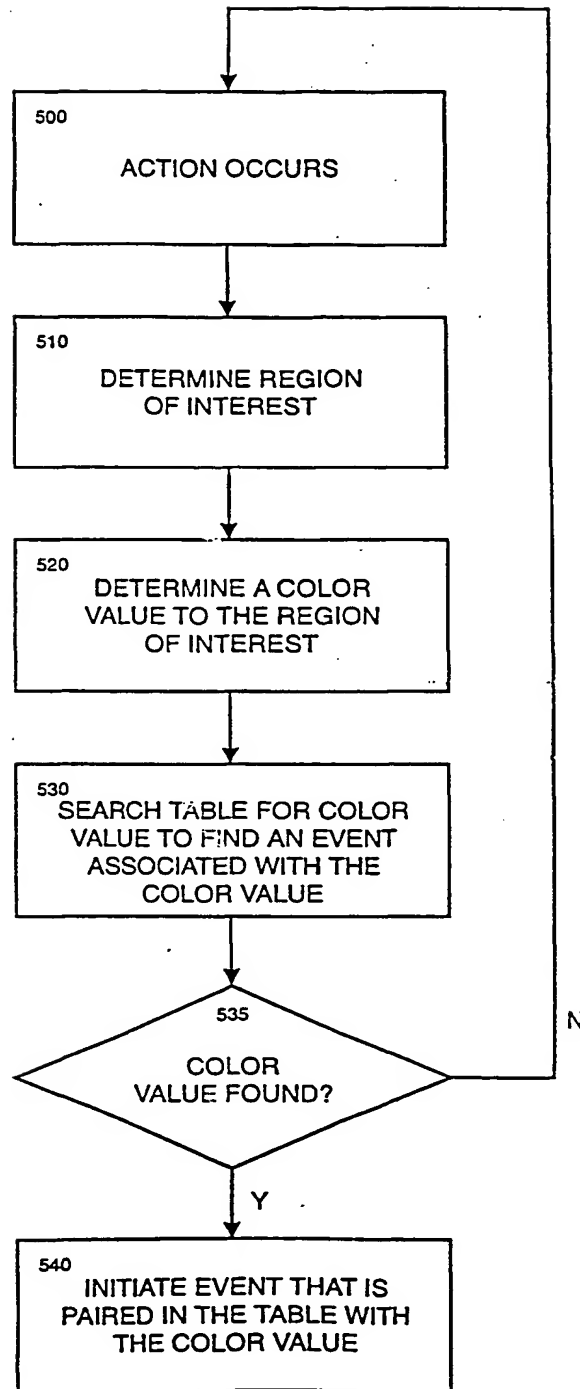 500
ACTION OCCURS
510
DETERMINE REGION
OF INTEREST
520
DETERMINE A COLOR
VALUE TO THE REGION
OF INTEREST
530
SEARCH TABLE FOR COLOR
VALUE TO FIND AN EVENT
ASSOCIATED WITH THE
COLOR VALUE
535
COLOR
VALUE FOUND?
N
Y
540
INITIATE EVENT THAT IS
PAIRED IN THE TABLE WITH
THE COLOR VALUE